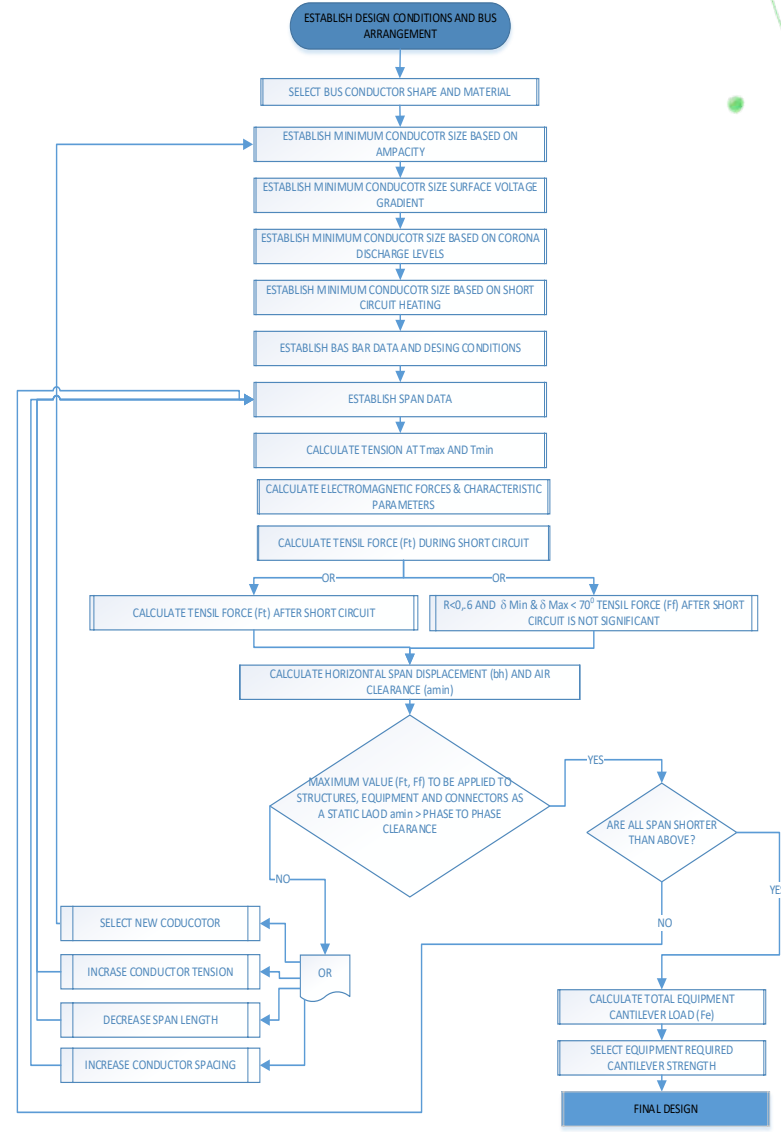 ESTABLISH DESIGN CONDITIONS AND BUS
ARRANGEMENT
SELECT BUS CONDUCTOR SHAPE AND MATERIAL
ESTABLISH MINIMUM CONDUCOTR SIZE BASED ON
AMPACITY
ESTABLISH MINIMUM CONDUCOTR SIZE SURFACE VOLTAGE
GRADIENT
ESTABLISH MINIMUM CONDUCOTR SIZE BASED ON CORONA
DISCHARGE LEVELS
ESTABLISH MINIMUM CONDUCOTR SIZE BASED ON SHORT
CIRCUIT HEATING
ESTABLISH BAS BAR DATA AND DESING CONDITIONS
ESTABLISH SPAN DATA
CALCULATE TENSION AT Tmax AND Tmin
CALCULATE ELECTROMAGNETIC FORCES & CHARACTERISTIC
PARAMETERS
CALCULATE TENSIL FORCE (Ft) DURING SHORT CIRCUIT
OR
OR
CALCULATE TENSIL FORCE (Ft) AFTER SHORT CIRCUIT
R<0,.6 AND δ Min & δ Max < 70⁰ TENSIL FORCE (Ff) AFTER SHORT
CIRCUIT IS NOT SIGNIFICANT
CALCULATE HORIZONTAL SPAN DISPLACEMENT (bh) AND AIR
CLEARANCE (amin)
MAXIMUM VALUE (Ft, Ff) TO BE APPLIED TO
STRUCTURES, EQUIPMENT AND CONNECTORS AS
A STATIC LAOD amin > PHASE TO PHASE
CLEARANCE
YES
ARE ALL SPAN SHORTER
THAN ABOVE?
YE
NO
NO
SELECT NEW CODUCOTOR
INCRASE CONDUCTOR TENSION
DECREASE SPAN LENGTH
INCREASE CONDUCTOR SPACING
OR
CALCULATE TOTAL EQUIPMENT
CANTILEVER LOAD (Fe)
SELECT EQUIPMENT REQUIRED
CANTILEVER STRENGTH
FINAL DESIGN